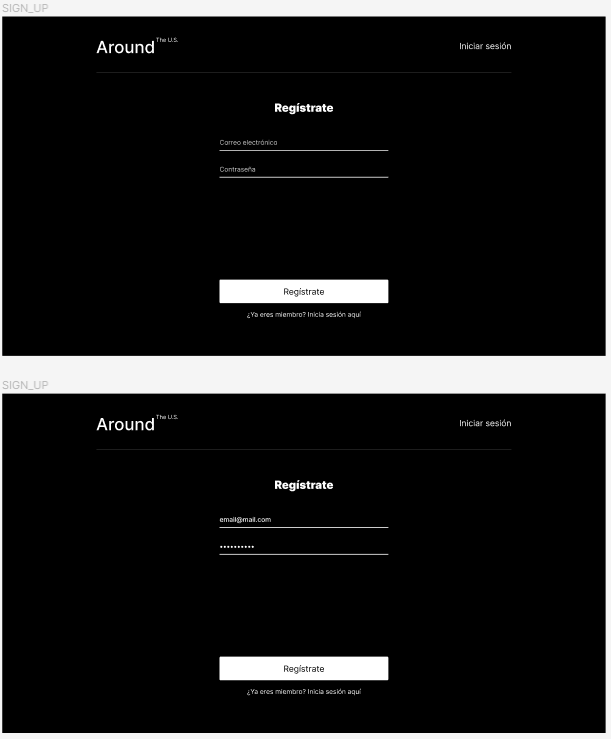 SIGN_UP
Around The U.S.
Iniciar sesión
Regístrate
Correo electrónico
Contraseña
Regístrate
¿Ya eres miembro? Inicia sesión aquí
SIGN_UP
Around The U.S.
Iniciar sesión
Regístrate
email@mail.com
••••••••••
Regístrate
¿Ya eres miembro? Inicia sesión aquí